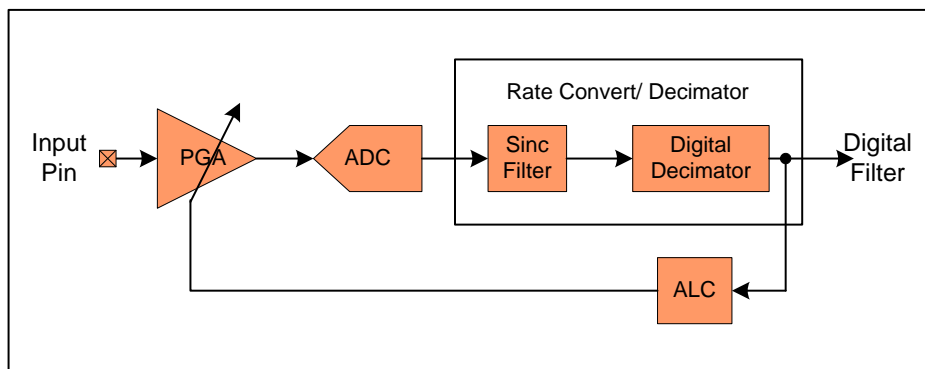 Rate Convert/ Decimator
Input
Pin
PGA
ADC
Sinc
Filter
Digital
Decimator
Digital
Filter
ALC